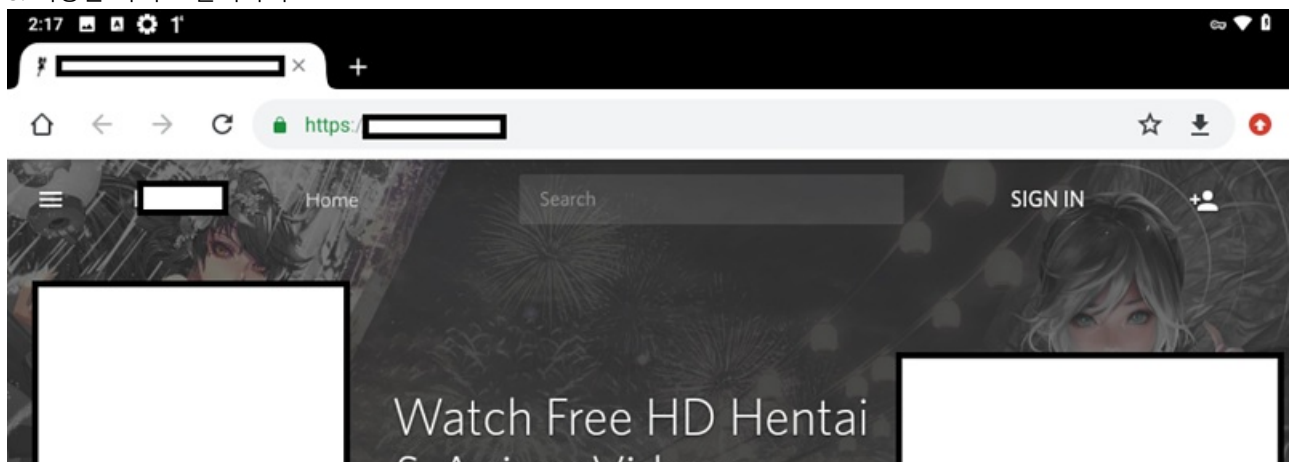 2:17
https:/
Home
Search
SIGN IN
Watch Free HD Hentai